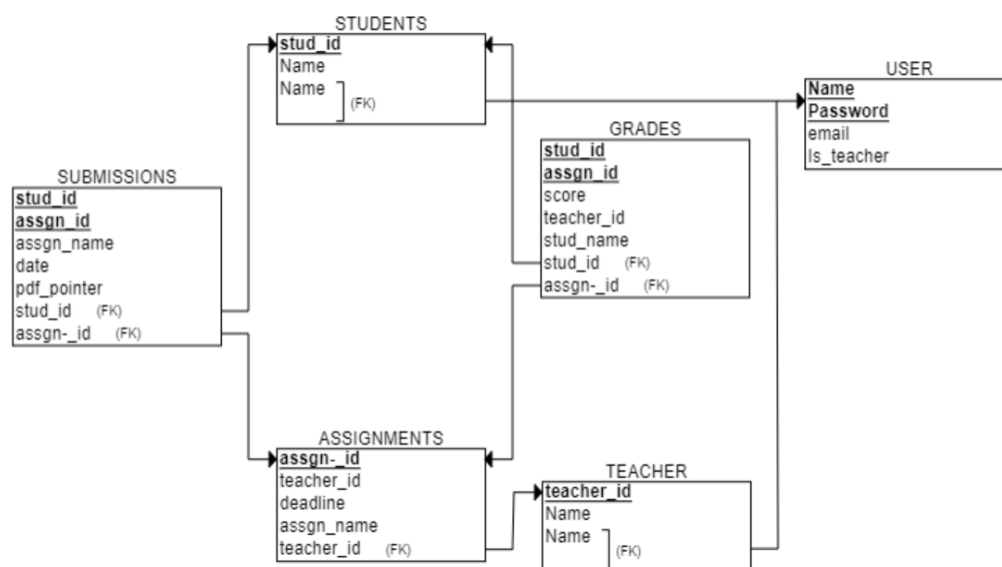 STUDENTS
stud_id
Name
Name
(FK)
USER
Name
Password
email
Is_teacher
GRADES
stud_id
assgn_id
score
teacher_id
stud_name
stud_id (FK)
assgn-_id (FK)
SUBMISSIONS
stud_id
assgn_id
assgn_name
date
pdf_pointer
stud_id (FK)
assgn-_id (FK)
ASSIGNMENTS
assgn-_id
teacher_id
deadline
assgn_name
teacher_id (FK)
TEACHER
teacher_id
Name
Name
(FK)